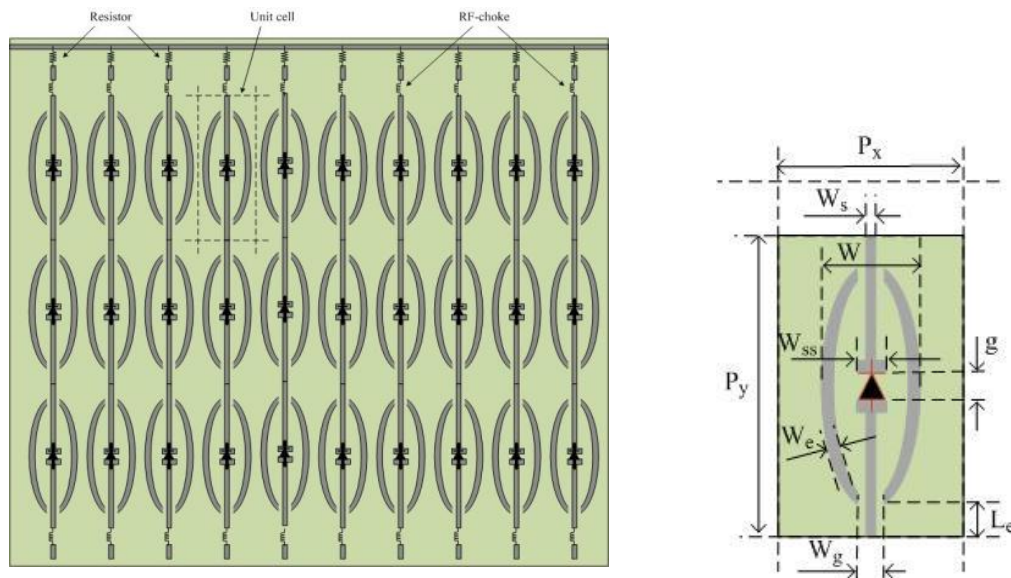 Resistor
Unit cell
RF-choke
Px
Ws
W
Wss
g
Py
We
Le
Wg